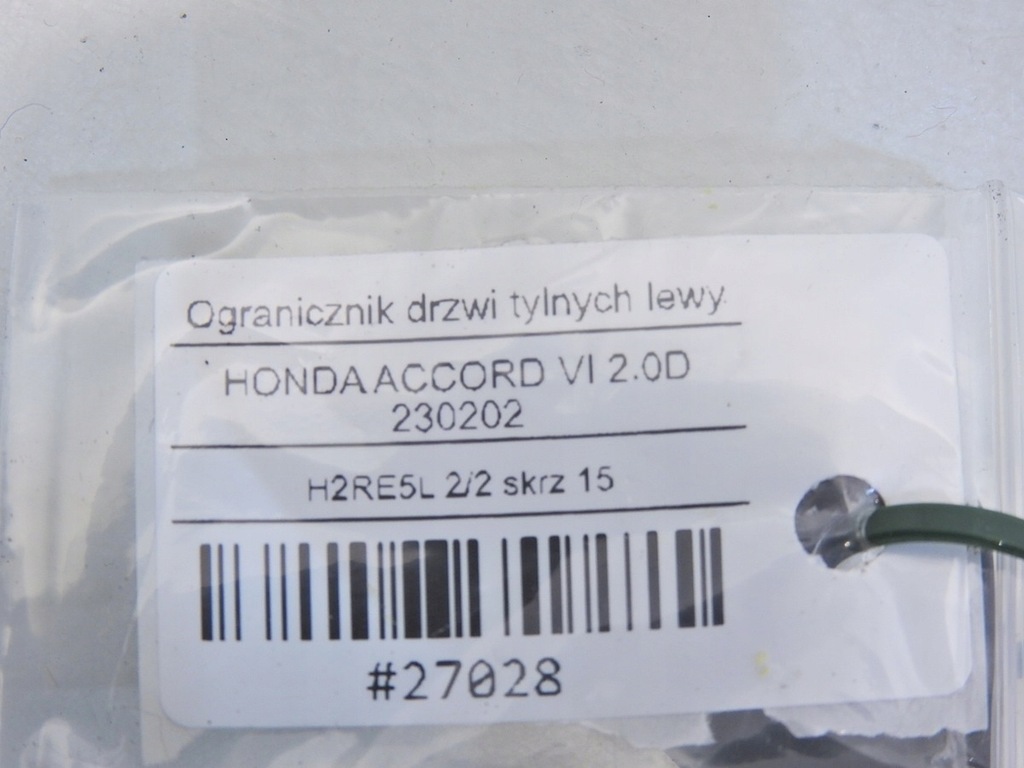 Ogranicznik drzwi tylnych lewy
HONDA ACCORD VI 2.0D
230202
H2RE5L 2/2 skrz 15
#27028